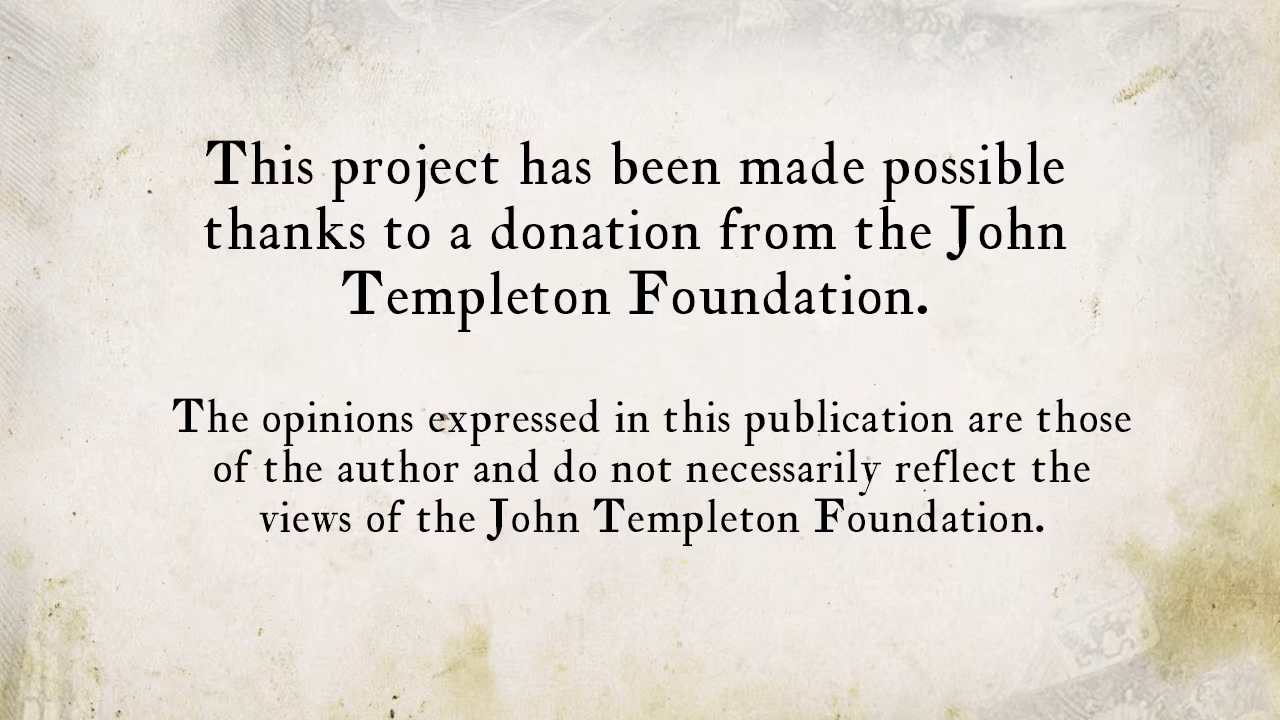 This project has been made possible
thanks to a donation from the John
Templeton Foundation.
The opinions expressed in this publication are those
of the author and do not necessarily reflect the
views of the John Templeton Foundation.